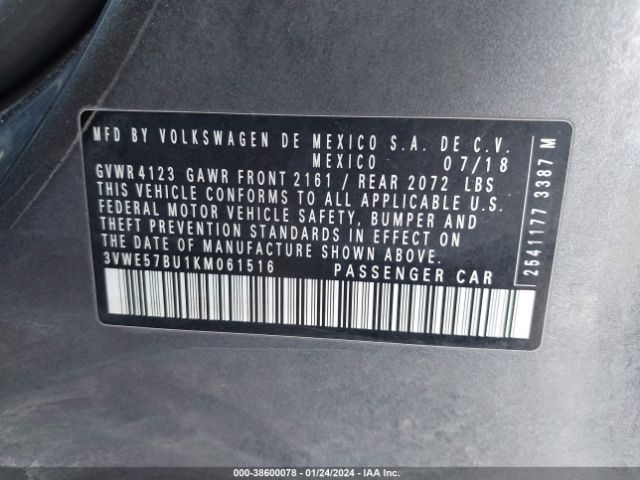 MFD BY VOLKSWAGEN DE MEXICO S.A. DE C.V.
MEXICO 07/18
GVWR 4123 GAWR FRONT 2161 / REAR 2072 LBS
THIS VEHICLE CONFORMS TO ALL APPLICABLE U.S.
FEDERAL MOTOR VEHICLE SAFETY, BUMPER AND
THEFT PREVENTION STANDARDS IN EFFECT ON
THE DATE OF MANUFACTURE SHOWN ABOVE.
3VWE57BU1KM061516 PASSENGER CAR
2541177 3387 M
000-38600078 - 01/24/2024 - IAA Inc.